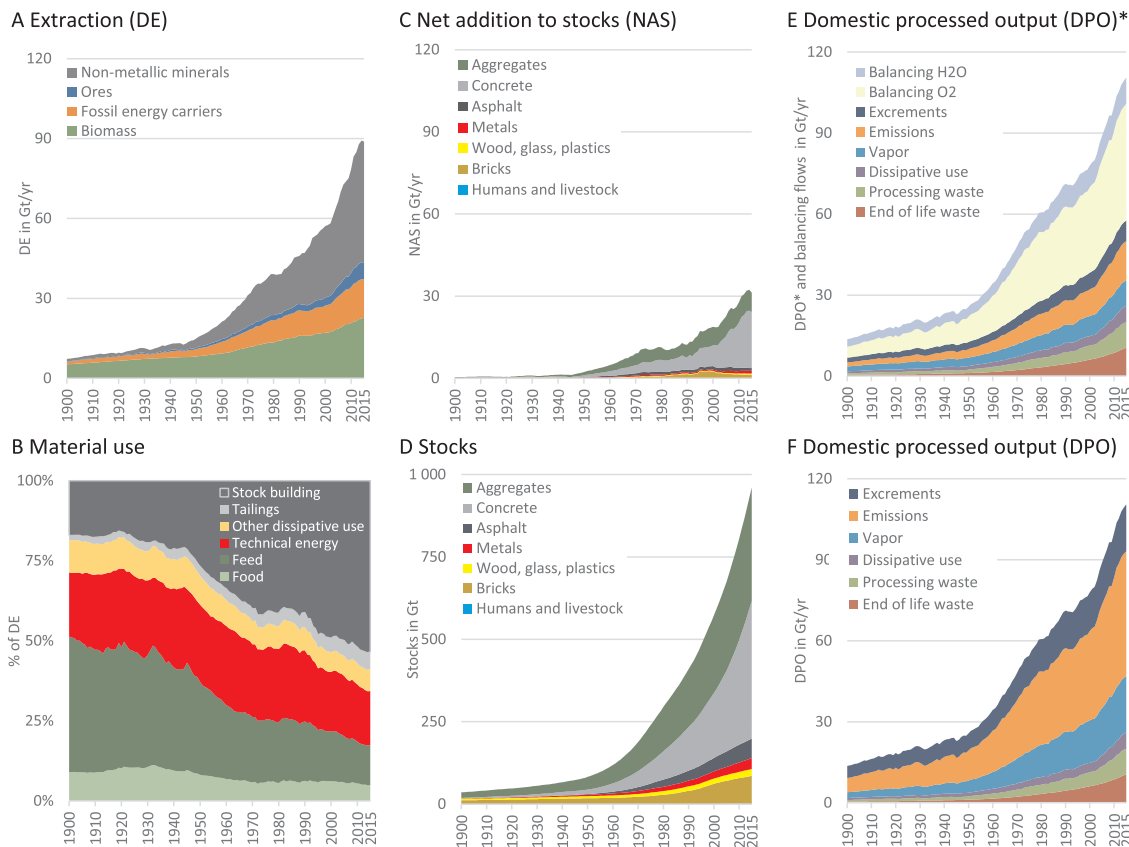 A Extraction (DE)
120
90
60
30
0
DE in Gt/yr
Non-metallic minerals
Ores
Fossil energy carriers
Biomass
1900
1910
1920
1930
1940
1950
1960
1970
1980
1990
2000
2010
2015
C Net addition to stocks (NAS)
120
90
60
30
0
NAS in Gt/yr
Aggregates
Concrete
Asphalt
Metals
Wood, glass, plastics
Bricks
Humans and livestock
1900
1910
1920
1930
1940
1950
1960
1970
1980
1990
2000
2010
2015
E Domestic processed output (DPO)*
120
90
60
30
0
DPO* and balancing flows in Gt/yr
Balancing H2O
Balancing O2
Excrements
Emissions
Vapor
Dissipative use
Processing waste
End of life waste
1900
1910
1920
1930
1940
1950
1960
1970
1980
1990
2000
2010
2015
B Material use
100%
75%
50%
25%
0%
% of DE
Stock building
Tailings
Other dissipative use
Technical energy
Feed
Food
1900
1910
1920
1930
1940
1950
1960
1970
1980
1990
2000
2010
2015
D Stocks
1 000
750
500
250
0
Stocks in Gt
Aggregates
Concrete
Asphalt
Metals
Wood, glass, plastics
Bricks
Humans and livestock
1900
1910
1920
1930
1940
1950
1960
1970
1980
1990
2000
2010
2015
F Domestic processed output (DPO)
120
90
60
30
0
DPO in Gt/yr
Excrements
Emissions
Vapor
Dissipative use
Processing waste
End of life waste
1900
1910
1920
1930
1940
1950
1960
1970
1980
1990
2000
2010
2015